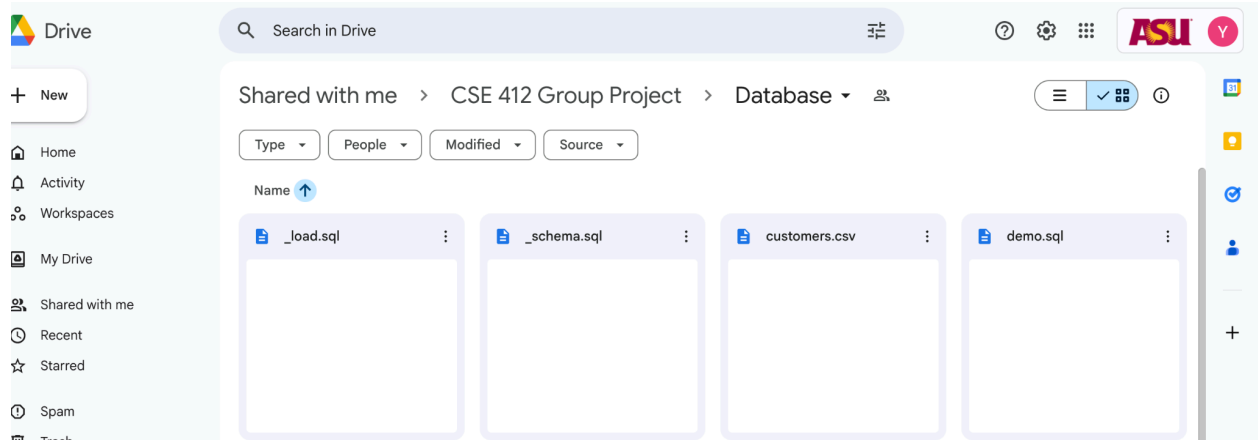 Drive
Search in Drive
ASU
Y
New
Shared with me > CSE 412 Group Project > Database
31
Home
Type
People
Modified
Source
Activity
Name
Workspaces
_load.sql
_schema.sql
customers.csv
demo.sql
My Drive
Shared with me
Recent
Starred
Spam